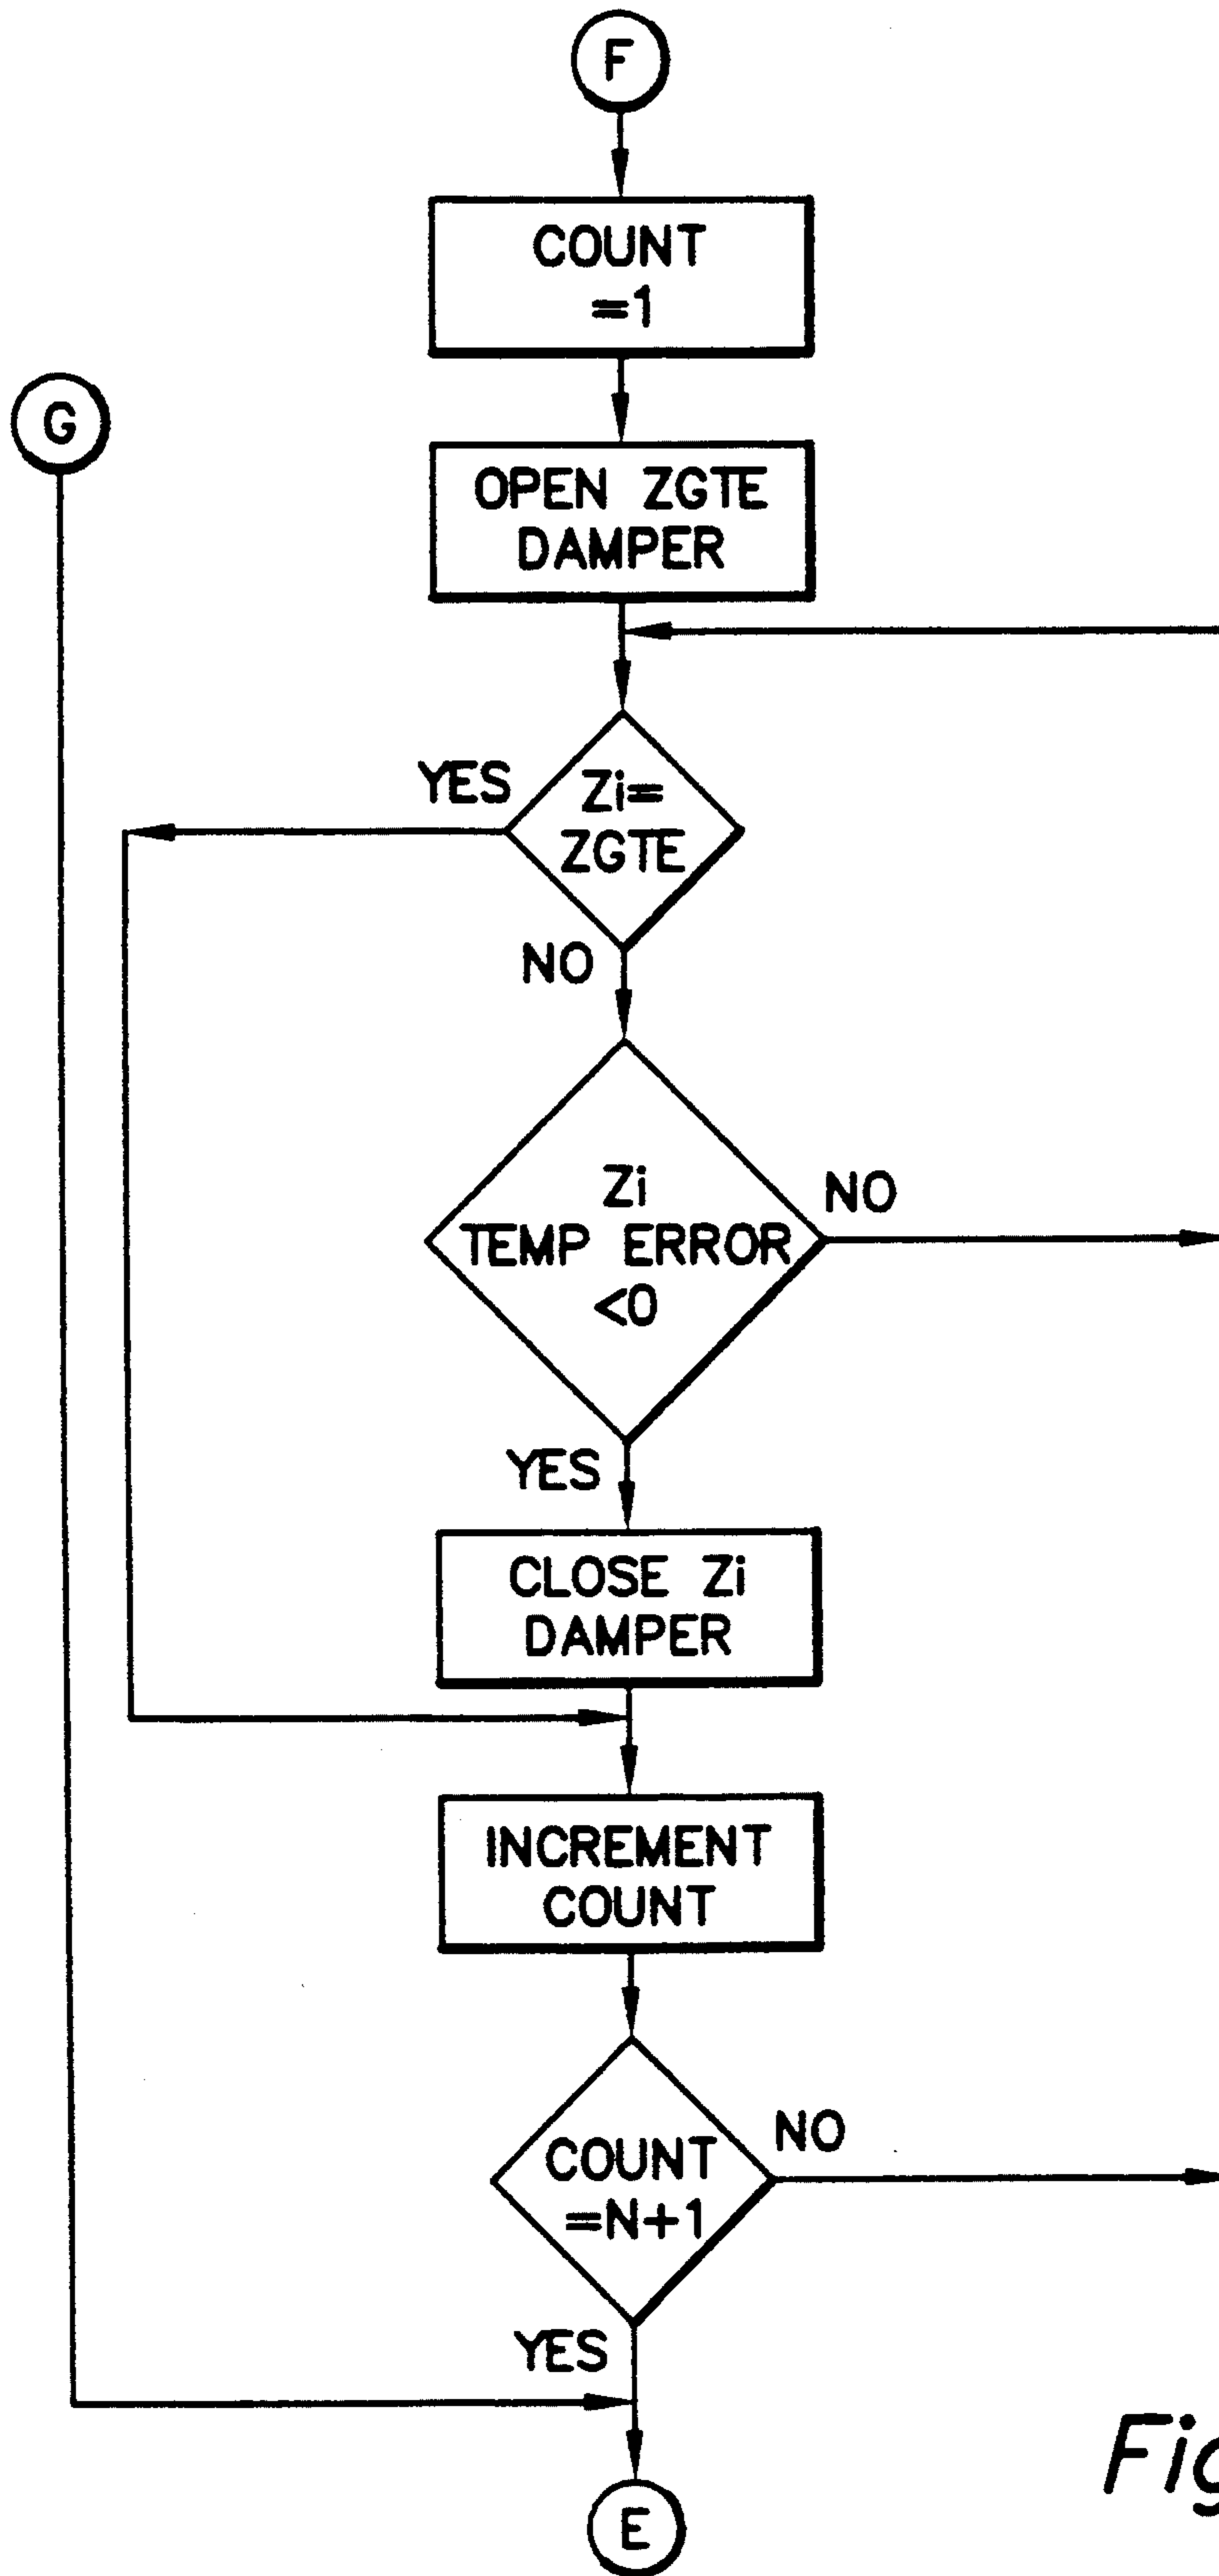 F
COUNT
=1
G
OPEN ZGTE
DAMPER
YES
Zi=
ZGTE
NO
Zi
TEMP ERROR
<0
NO
YES
CLOSE Zi
DAMPER
INCREMENT
COUNT
COUNT
=N+1
NO
YES
Fig
E